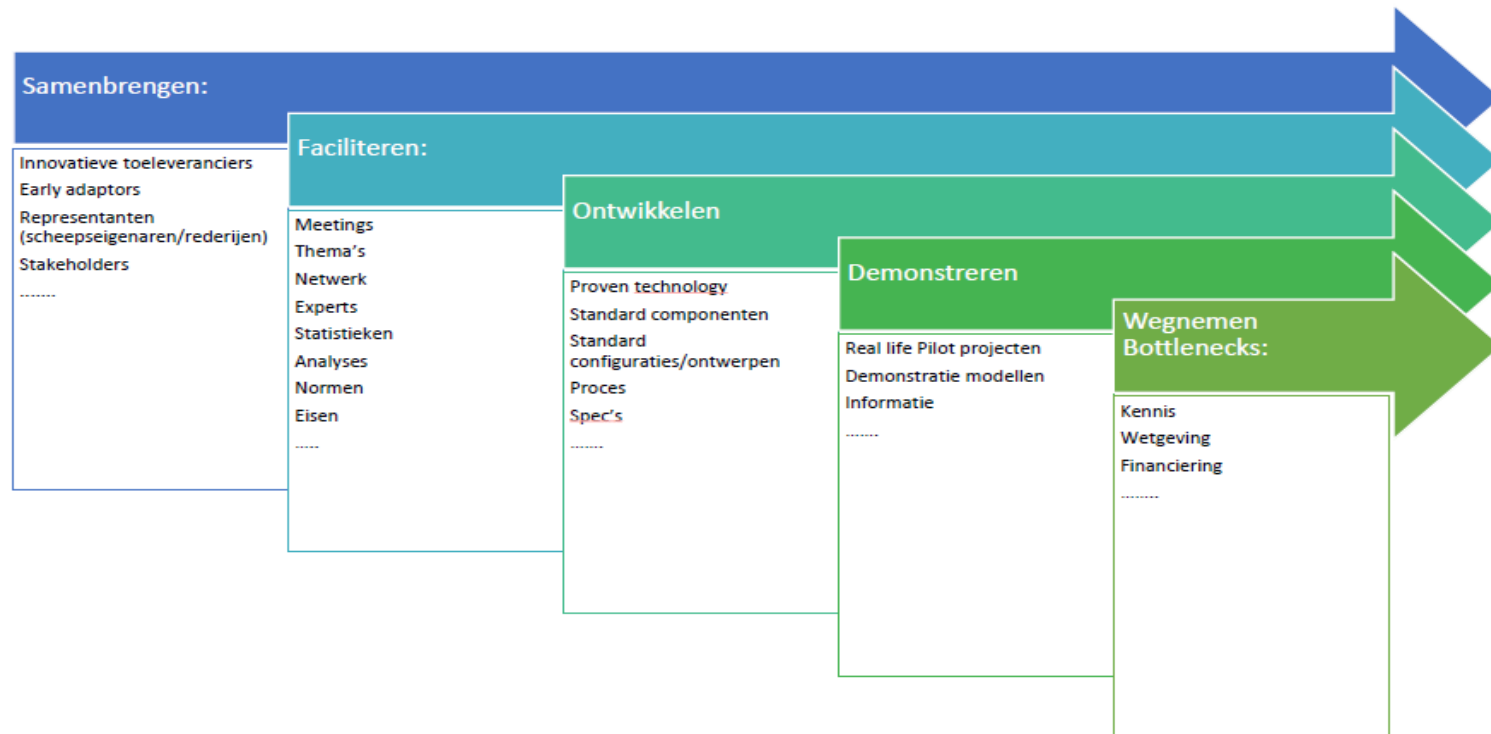 Samenbrengen:
Innovatieve toeleveranciers
Early adaptors
Representanten
(scheepseigenaren/rederijen)
Stakeholders
.......
Faciliteren:
Meetings
Thema's
Netwerk
Experts
Statistieken
Analyses
Normen
Eisen
.....
Ontwikkelen
Proven technology
Standard componenten
Standard
configuraties/ontwerpen
Proces
Spec's
.......
Demonstreren
Real life Pilot projecten
Demonstratie modellen
Informatie
.......
Wegnemen
Bottlenecks:
Kennis
Wetgeving
Financiering
........